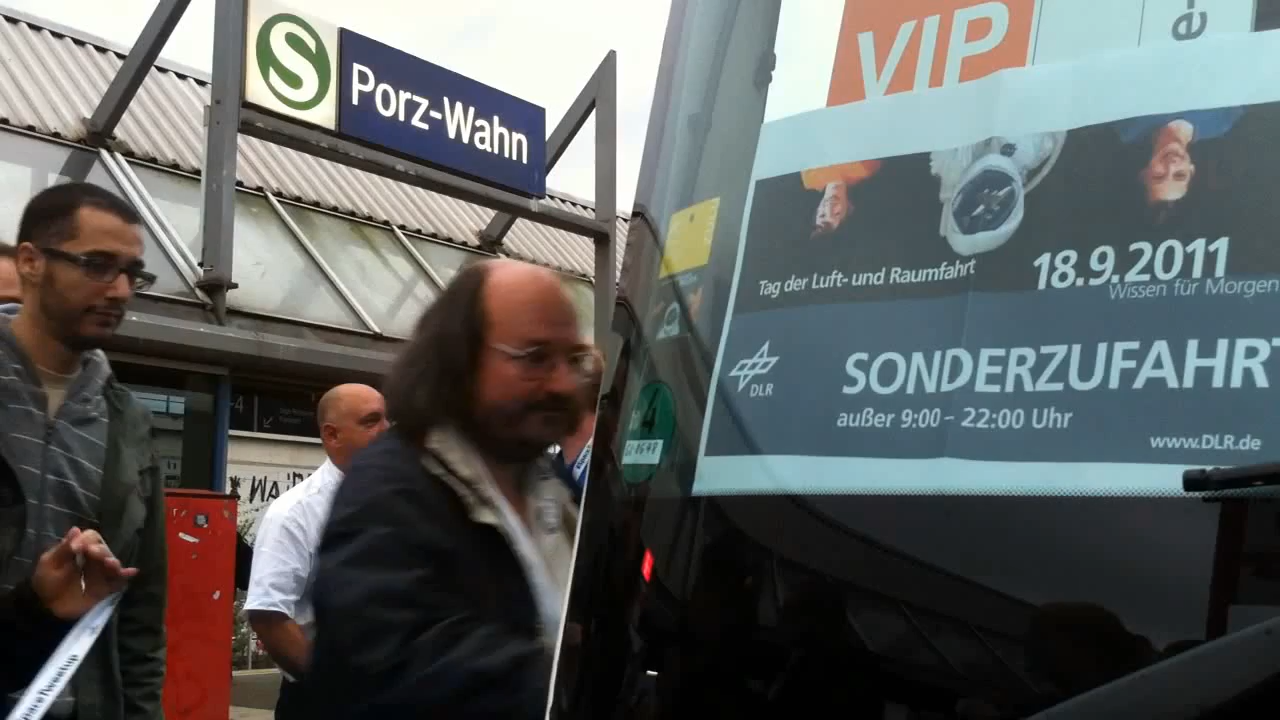 S Porz-Wahn
VIP
e-
Tag der Luft- und Raumfahrt
18.9.2011
Wissen für Morgen
DLR
SONDERZUFAHRT
außer 9:00 – 22:00 Uhr
www.DLR.de
4